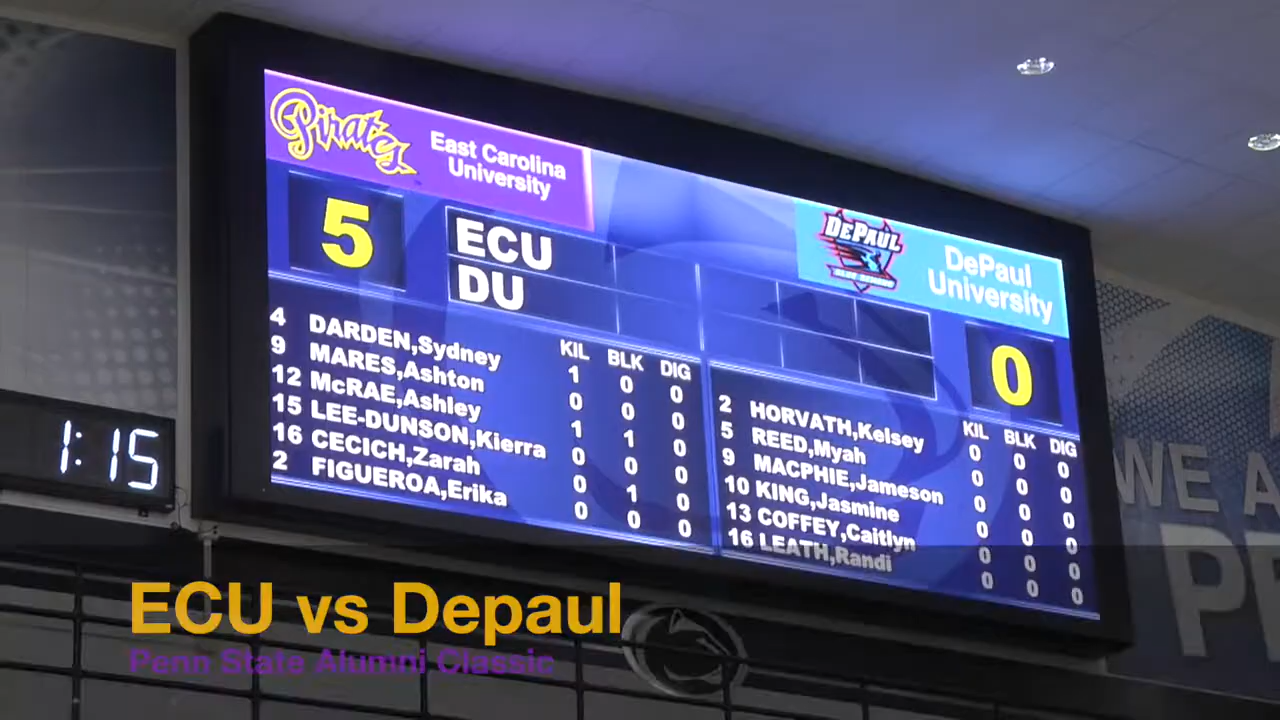 Pirates
East Carolina
University
5
ECU
DU
DEPAUL
BLUE DEMONS
DePaul
University
0
KIL BLK DIG
4 DARDEN,Sydney 1 0 0
9 MARES,Ashton 0 0 0
12 McRAE,Ashley 1 1 0
15 LEE-DUNSON,Kierra 0 0 0
16 CECICH,Zarah 0 1 0
2 FIGUEROA,Erika 0 0 0
KIL BLK DIG
2 HORVATH,Kelsey 0 0 0
5 REED,Myah 0 0 0
9 MACPHIE,Jameson 0 0 0
10 KING,Jasmine 0 0 0
13 COFFEY,Caitlyn 0 0 0
16 LEATH,Randi 0 0 0
1:15
WE A
PE
ECU vs Depaul
Penn State Alumni Classic